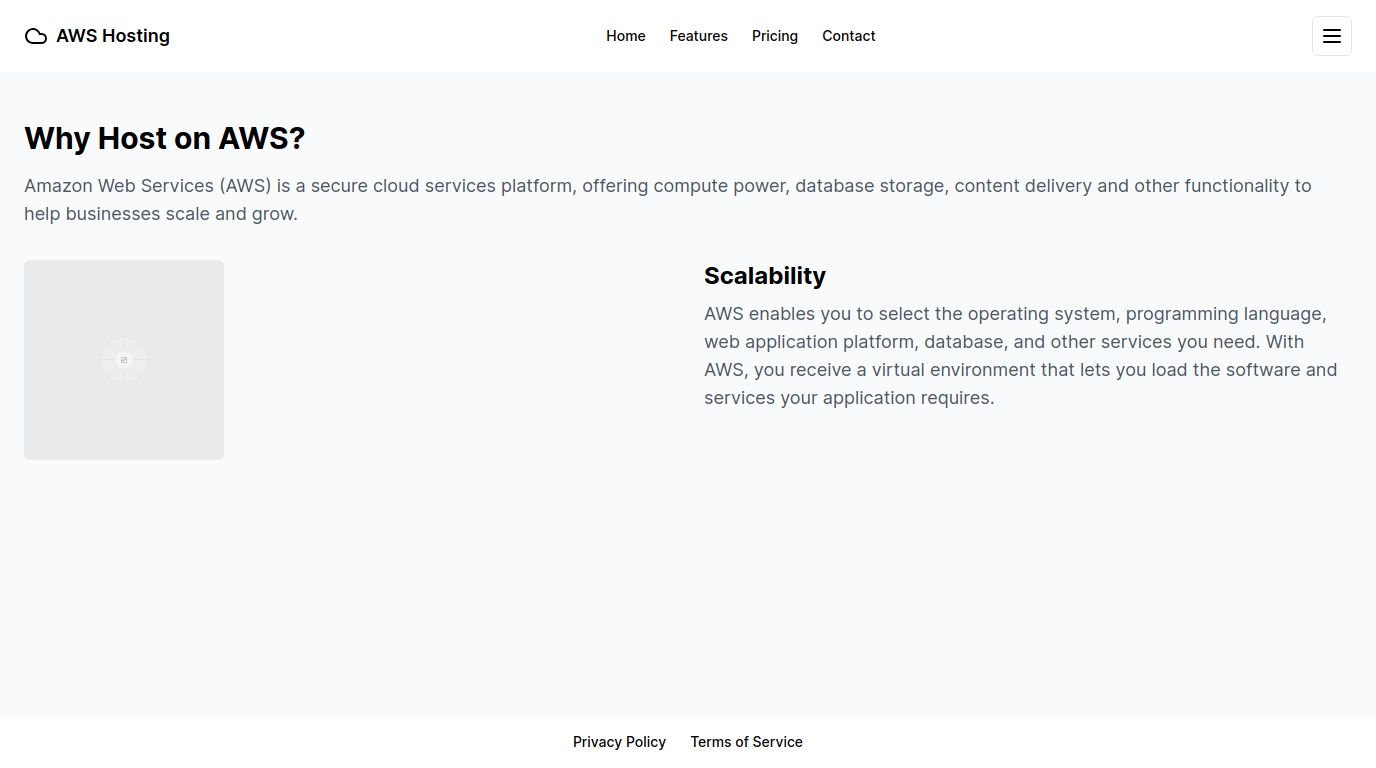 AWS Hosting
Home Features Pricing Contact
Why Host on AWS?
Amazon Web Services (AWS) is a secure cloud services platform, offering compute power, database storage, content delivery and other functionality to
help businesses scale and grow.
Scalability
AWS enables you to select the operating system, programming language,
web application platform, database, and other services you need. With
AWS, you receive a virtual environment that lets you load the software and
services your application requires.
Privacy Policy Terms of Service